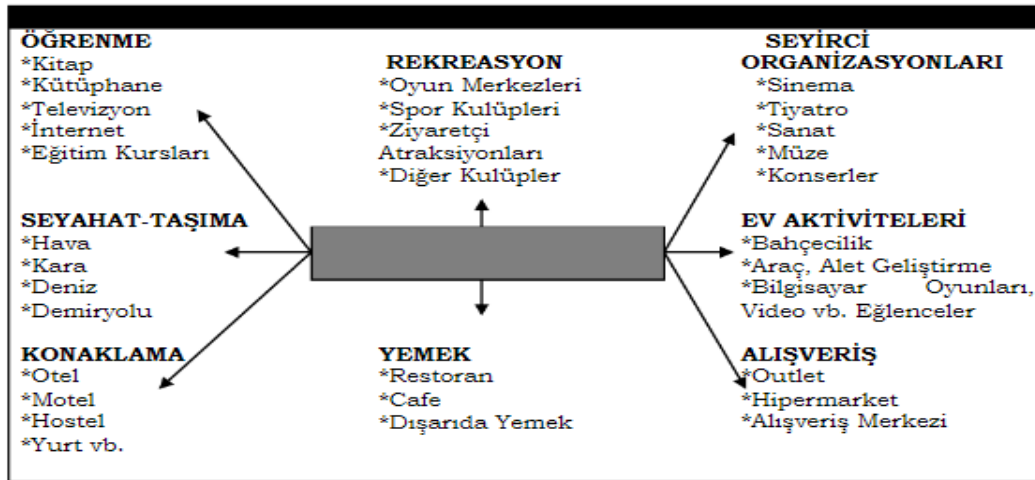 ÖĞRENME
*Kitap
*Kütüphane
*Televizyon
*İnternet
*Eğitim Kursları
REKREASYON
*Oyun Merkezleri
*Spor Kulüpleri
*Ziyaretçi
Atraksiyonları
*Diğer Kulüpler
SEYİRCİ
ORGANİZASYONLARI
*Sinema
*Tiyatro
*Sanat
*Müze
*Konserler
SEYAHAT-TAŞIMA
*Hava
*Kara
*Deniz
*Demiryolu
EV AKTİVİTELERİ
*Bahçecilik
*Araç, Alet Geliştirme
*Bilgisayar Oyunları,
Video vb. Eğlenceler
KONAKLAMA
*Otel
*Motel
*Hostel
*Yurt vb.
YEMEK
*Restoran
*Cafe
*Dışarıda Yemek
ALIŞVERİŞ
*Outlet
*Hipermarket
*Alışveriş Merkezi